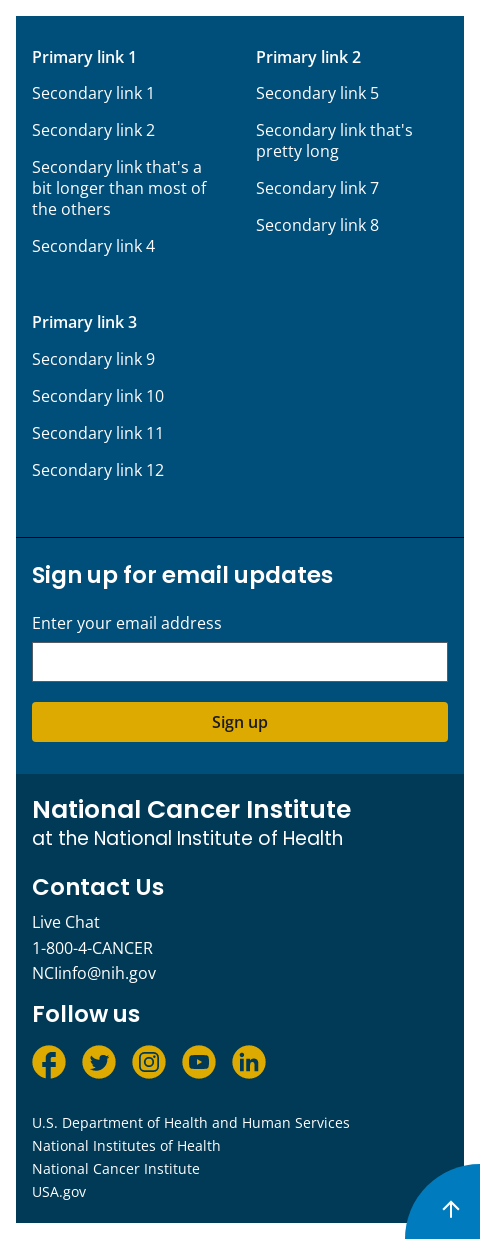 Primary link 1
Secondary link 1
Secondary link 2
Secondary link that's a
bit longer than most of
the others
Secondary link 4
Primary link 2
Secondary link 5
Secondary link that's
pretty long
Secondary link 7
Secondary link 8
Primary link 3
Secondary link 9
Secondary link 10
Secondary link 11
Secondary link 12
Sign up for email updates
Enter your email address
Sign up
National Cancer Institute
at the National Institute of Health
Contact Us
Live Chat
1-800-4-CANCER
NCIinfo@nih.gov
Follow us
U.S. Department of Health and Human Services
National Institutes of Health
National Cancer Institute
USA.gov